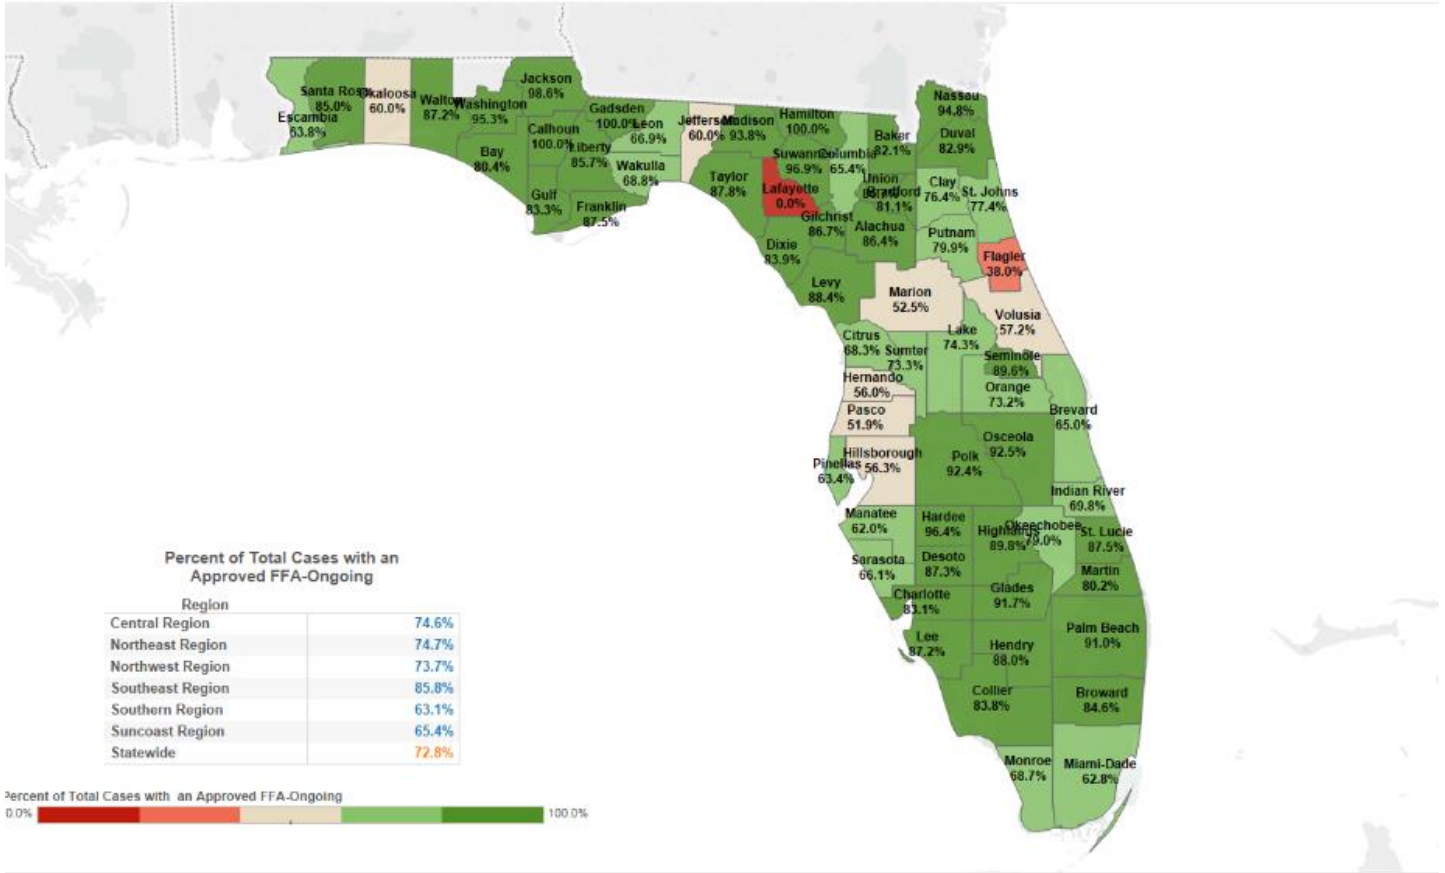 Jackson
98.6%
Santa Rosa
85.0%
Okaloosa
60.0%
Walton
87.2%
Washington
95.3%
Escambia
63.8%
Gadsden
100.0%
Leon
66.9%
Jefferson
60.0%
Madison
93.8%
Hamilton
100.0%
Nassau
94.8%
Duval
82.9%
Baker
82.1%
Calhoun
100.0%
Liberty
85.7%
Bay
80.4%
Wakulla
68.8%
Suwannee
96.9%
Columbia
65.4%
Taylor
87.8%
Lafayette
0.0%
Union
Bradford
81.1%
Clay
76.4%
St. Johns
77.4%
Gulf
83.3%
Franklin
87.5%
Gilchrist
86.7%
Alachua
86.4%
Putnam
79.9%
Dixie
83.9%
Flagler
38.0%
Levy
88.4%
Marion
52.5%
Volusia
57.2%
Citrus
68.3%
Sumter
73.3%
Lake
74.3%
Seminole
89.6%
Hernando
56.0%
Orange
73.2%
Pasco
51.9%
Brevard
65.0%
Osceola
92.5%
Polk
92.4%
Pinellas
63.4%
Hillsborough
56.3%
Indian River
69.8%
Manatee
62.0%
Hardee
96.4%
Highlands
89.8%
Okeechobee
79.0%
St. Lucie
87.5%
Sarasota
66.1%
Desoto
87.3%
Martin
80.2%
Charlotte
83.1%
Glades
91.7%
Lee
87.2%
Hendry
88.0%
Palm Beach
91.0%
Collier
83.8%
Broward
84.6%
Monroe
68.7%
Miami-Dade
62.8%
Percent of Total Cases with an
Approved FFA-Ongoing
Region
Central Region 74.6%
Northeast Region 74.7%
Northwest Region 73.7%
Southeast Region 85.8%
Southern Region 63.1%
Suncoast Region 65.4%
Statewide 72.8%
Percent of Total Cases with an Approved FFA-Ongoing
0.0% 100.0%